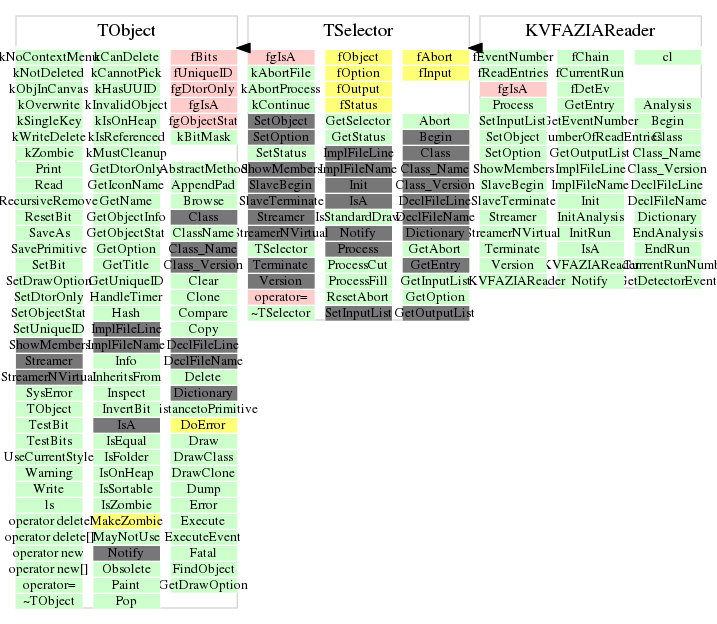 TObject
kNoContextMenu kCanDelete fBits
kNotDeleted kCannotPick fUniqueID
kObjInCanvas kHasUUID fgDtorOnly
kOverwrite kInvalidObject fgIsA
kSingleKey kIsOnHeap fgObjectStat
kWriteDelete kIsReferenced kBitMask
kZombie kMustCleanup
Print GetDtorOnly AbstractMethod
Read GetIconName AppendPad
RecursiveRemove GetName Browse
ResetBit GetObjectInfo Class
SaveAs GetObjectStat ClassName
SavePrimitive GetOption Class_Name
SetBit GetTitle Class_Version
SetDrawOption GetUniqueID Clear
SetDtorOnly HandleTimer Clone
SetObjectStat Hash Compare
SetUniqueID ImplFileLine Copy
ShowMembers ImplFileName DeclFileLine
Streamer Info DeclFileName
StreamerNVirtual InheritsFrom Delete
SysError Inspect Dictionary
TObject InvertBit istancetoPrimitive
TestBit IsA DoError
TestBits IsEqual Draw
UseCurrentStyle IsFolder DrawClass
Warning IsOnHeap DrawClone
Write IsSortable Dump
ls IsZombie Error
operator delete MakeZombie Execute
operator delete[] MayNotUse ExecuteEvent
operator new Notify Fatal
operator new[] Obsolete FindObject
operator= Paint GetDrawOption
~TObject Pop
TSelector
fgIsA fObject fAbort
kAbortFile fOption fInput
kAbortProcess fOutput
kContinue fStatus
SetObject GetSelector Abort
SetOption GetStatus Begin
SetStatus ImplFileLine Class
ShowMembers ImplFileName Class_Name
SlaveBegin Init Class_Version
SlaveTerminate IsA DeclFileLine
Streamer IsStandardDraw DeclFileName
StreamerNVirtual Notify Dictionary
TSelector Process GetAbort
Terminate ProcessCut GetEntry
Version ProcessFill GetInputList
operator= ResetAbort GetOption
~TSelector SetInputList GetOutputList
KVFAZIAReader
fEventNumber fChain cl
fReadEntries fCurrentRun
fgIsA fDetEv
Process GetEntry Analysis
SetInputList GetEventNumber Begin
SetObject umberOfReadEntries Class
SetOption GetOutputList Class_Name
ShowMembers ImplFileLine Class_Version
SlaveBegin ImplFileName DeclFileLine
SlaveTerminate Init DeclFileName
Streamer InitAnalysis Dictionary
StreamerNVirtual InitRun EndAnalysis
Terminate IsA EndRun
Version KVFAZIAReader CurrentRunNumb
KVFAZIAReader Notify GetDetectorEvent